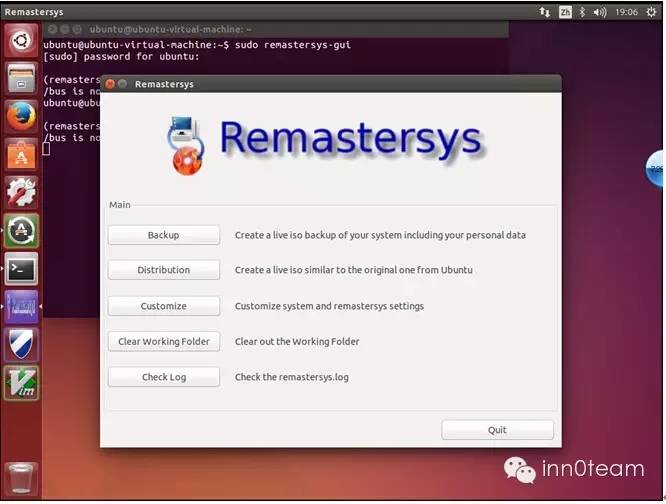 Remastersys
Zh
19:06
ubuntu@ubuntu-virtual-machine: ~
ubuntu@ubuntu-virtual-machine:~$ sudo remastersys-gui
[sudo] password for ubuntu:
(remasters
/bus is no
ubuntu@ubu
(remasters
/bus is no
Remastersys
Remastersys
Main
Backup Create a live iso backup of your system including your personal data
Distribution Create a live iso similar to the original one from Ubuntu
Customize Customize system and remastersys settings
Clear Working Folder Clear out the Working Folder
Check Log Check the remastersys.log
Quit
Vim
inn0team